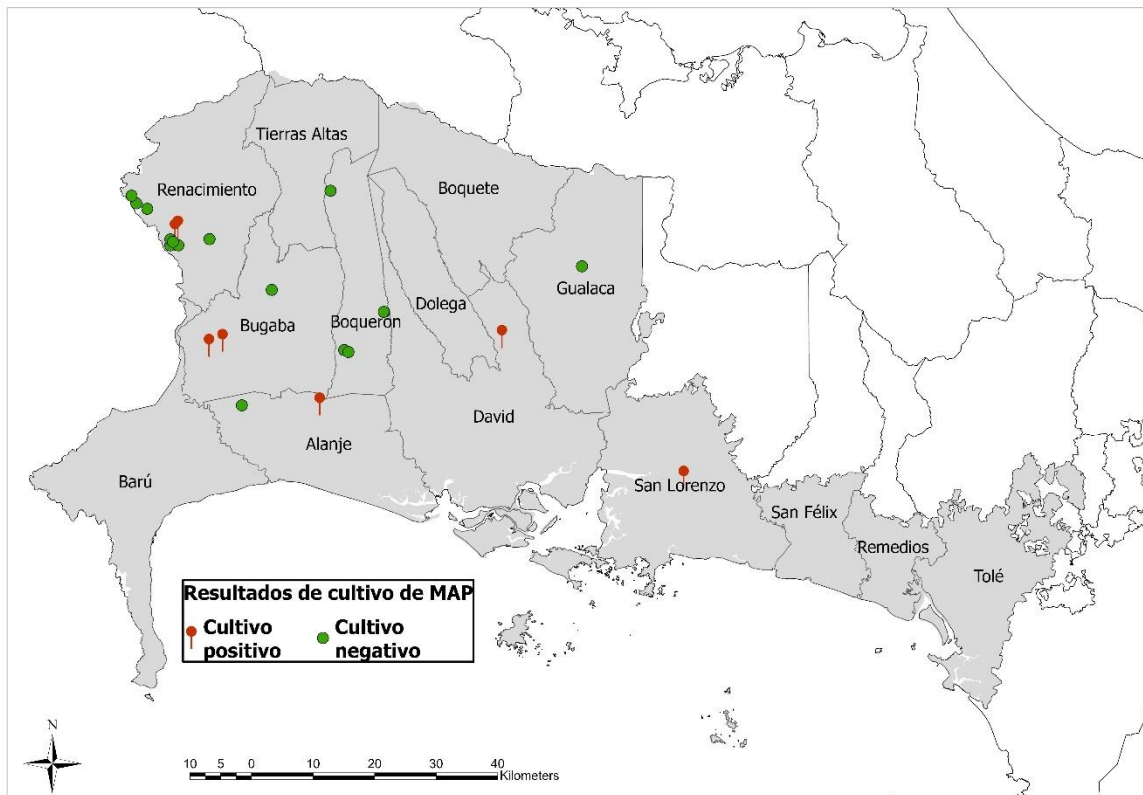 Tierras Altas
Renacimiento
Boquete
Gualaca
Dolega
Bugaba
Boquerón
David
Alanje
Barú
San Lorenzo
San Félix
Remedios
Tolé
Resultados de cultivo de MAP
Cultivo positivo
Cultivo negativo
N
10 5 0 10 20 30 40
Kilometers